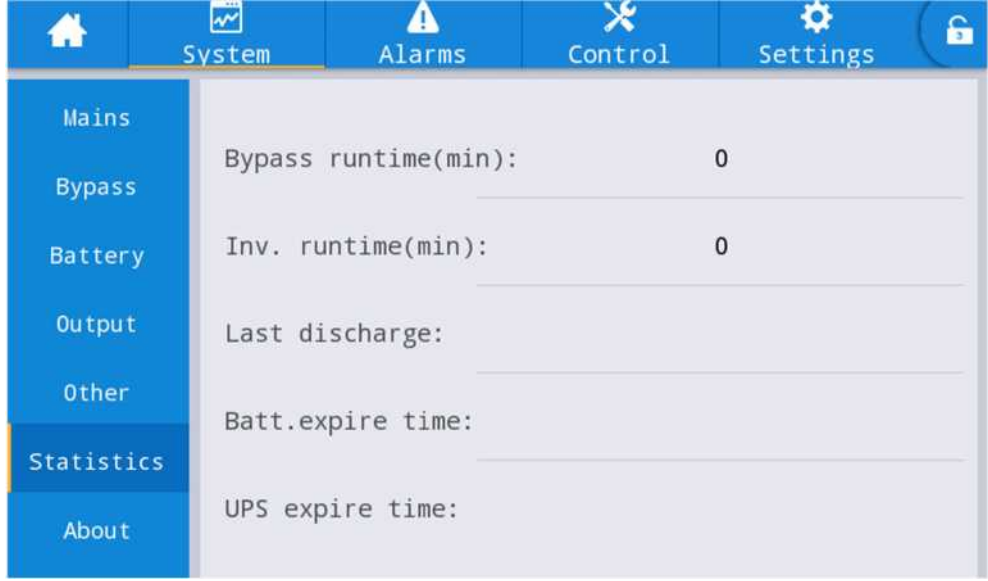 System
Alarms
Control
Settings
Mains
Bypass
Battery
Output
Other
Statistics
About
Bypass runtime(min): 0
Inv. runtime(min): 0
Last discharge:
Batt.expire time:
UPS expire time: